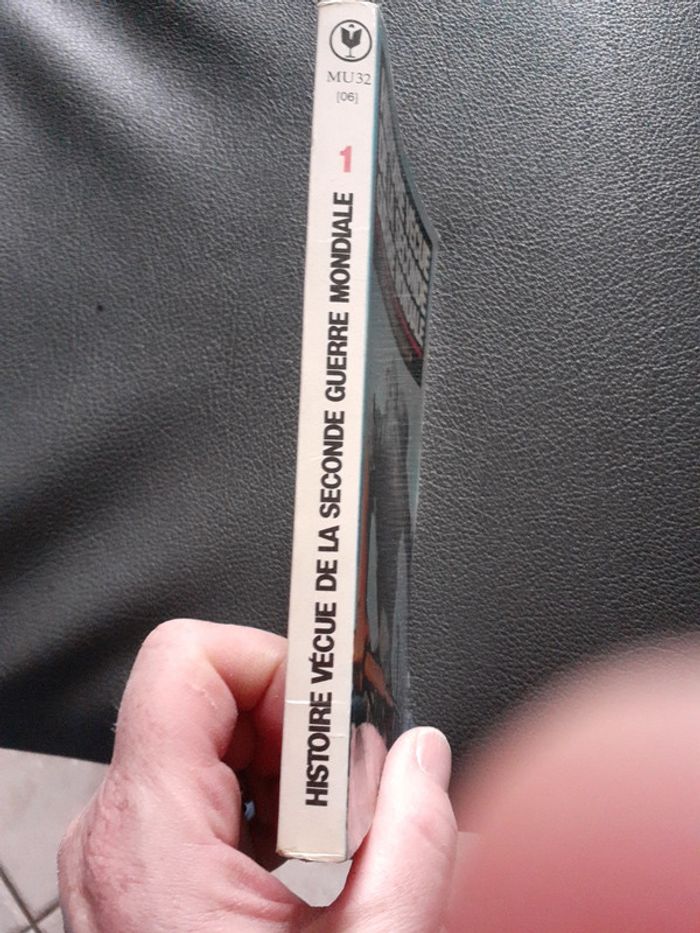 MU32
[06]
HISTOIRE VÉCUE DE LA SECONDE GUERRE MONDIALE 1